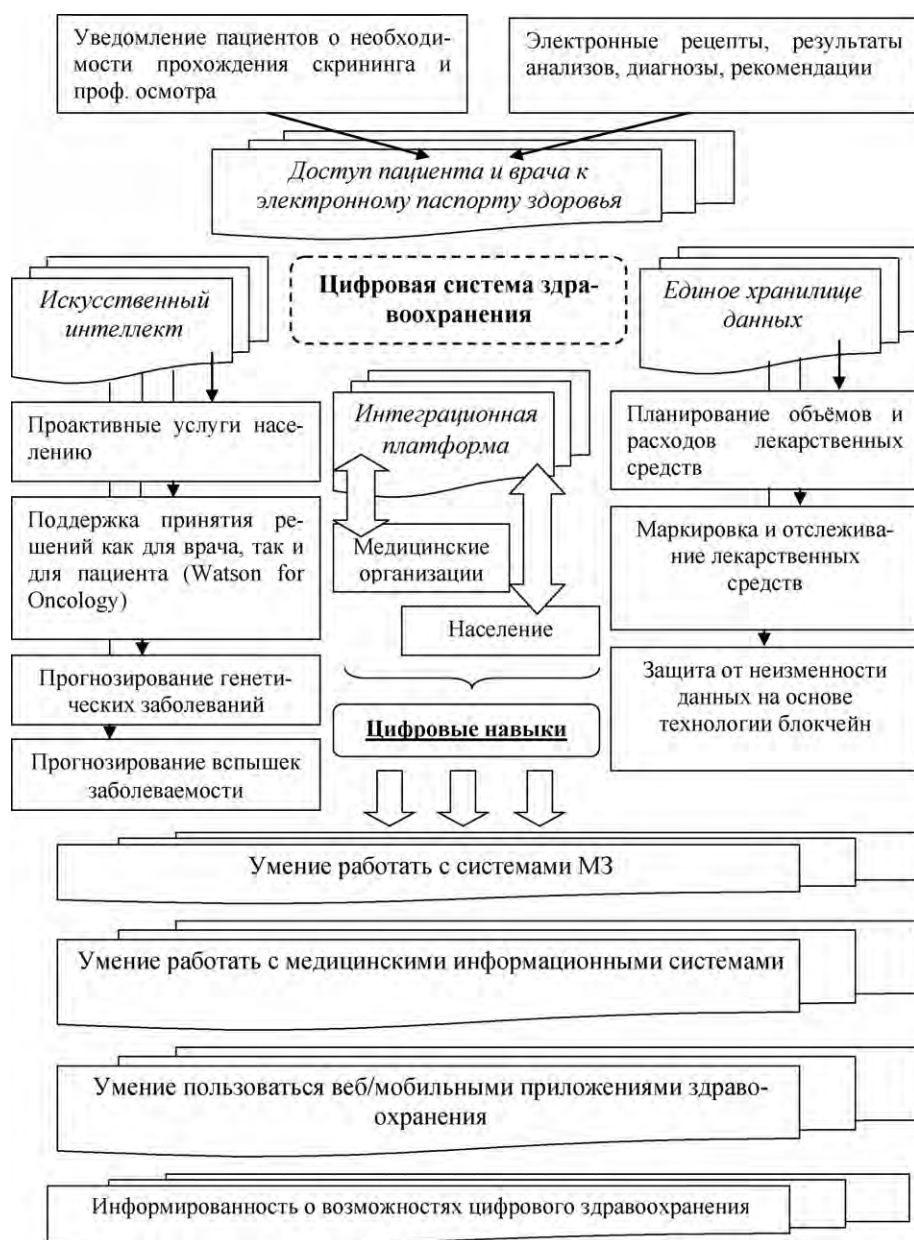 Уведомление пациентов о необходи-
мости прохождения скрининга и
проф. осмотра
Электронные рецепты, результаты
анализов, диагнозы, рекомендации
Доступ пациента и врача к
электронному паспорту здоровья
Искусственный
интеллект
Цифровая система здра-
воохранения
Единое хранилище
данных
Проактивные услуги насе-
лению
Поддержка принятия ре-
шений как для врача, так и
для пациента (Watson for
Oncology)
Прогнозирование генети-
ческих заболеваний
Прогнозирование вспышек
заболеваемости
Интеграционная
платформа
Медицинские
организации
Население
Цифровые навыки
Планирование объёмов и
расходов лекарственных
средств
Маркировка и отслежива-
ние лекарственных
средств
Защита от неизменности
данных на основе
технологии блокчейн
Умение работать с системами МЗ
Умение работать с медицинскими информационными системами
Умение пользоваться веб/мобильными приложениями здраво-
охранения
Информированность о возможностях цифрового здравоохранения